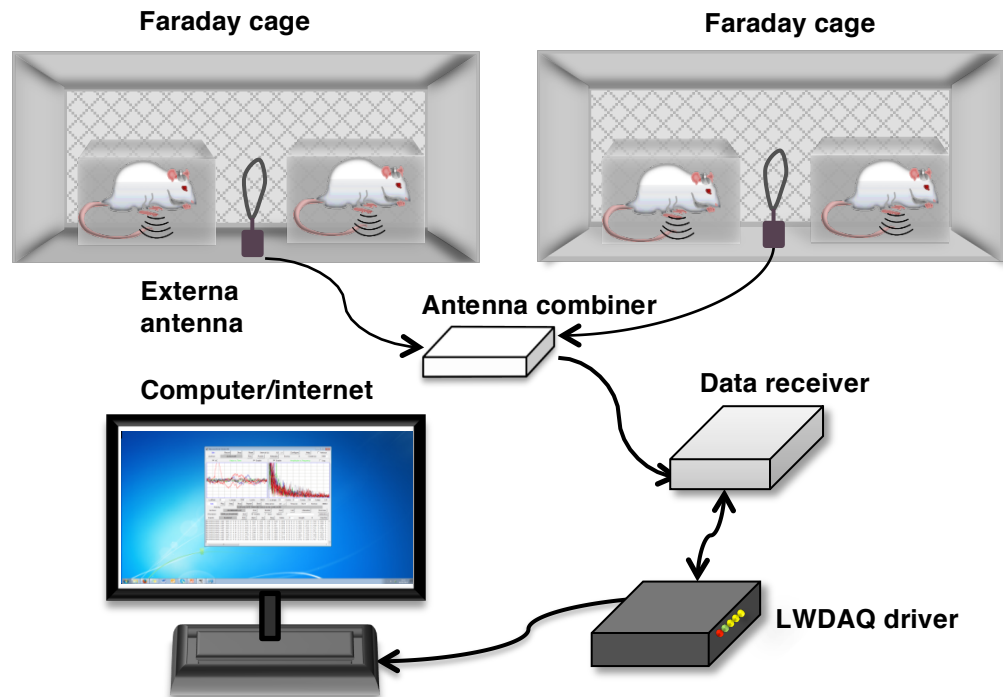 Faraday cage
Faraday cage
Externa
antenna
Antenna combiner
Computer/internet
Data receiver
LWDAQ driver